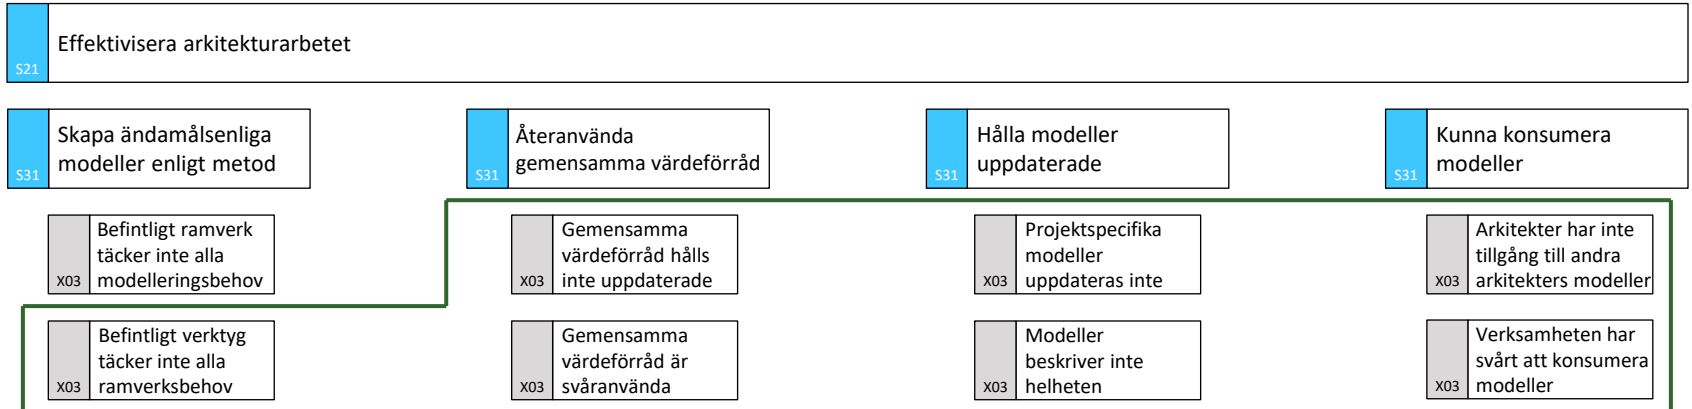 Effektivisera arkitekturarbetet
S21
Skapa ändamålsenliga
modeller enligt metod
S31
Återanvända
gemensamma värdeförråd
S31
Hålla modeller
uppdaterade
S31
Kunna konsumera
modeller
S31
Befintligt ramverk
täcker inte alla
modelleringsbehov
X03
Gemensamma
värdeförråd hålls
inte uppdaterade
X03
Projektspecifika
modeller
uppdateras inte
X03
Arkitekter har inte
tillgång till andra
arkitekters modeller
X03
Befintligt verktyg
täcker inte alla
ramverksbehov
X03
Gemensamma
värdeförråd är
svåranvända
X03
Modeller
beskriver inte
helheten
X03
Verksamheten har
svårt att konsumera
modeller
X03